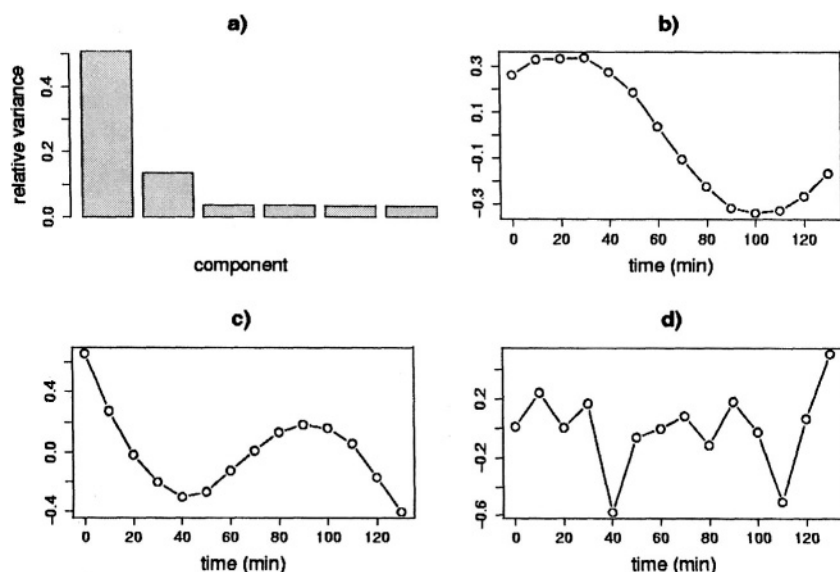 a)
relative variance
0.0 0.2 0.4
component
b)
-0.3 -0.1 0.1 0.3
0 20 40 60 80 100 120
time (min)
c)
-0.4 0.0 0.4
0 20 40 60 80 100 120
time (min)
d)
-0.6 -0.2 0.2
0 20 40 60 80 100 120
time (min)